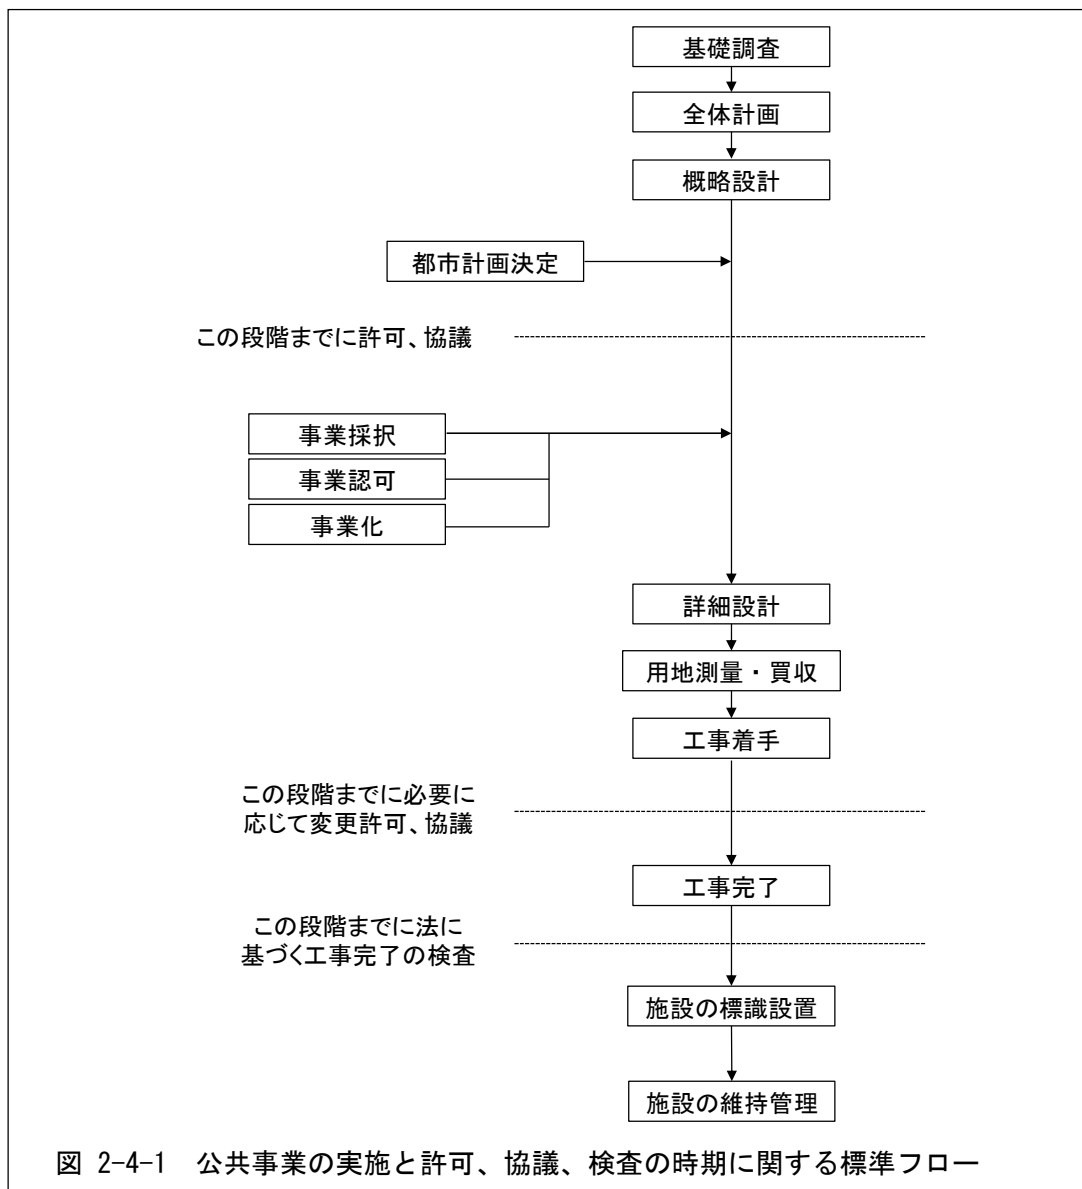 基礎調査
全体計画
概略設計
都市計画決定
この段階までに許可、協議
事業採択
事業認可
事業化
詳細設計
用地測量・買収
工事着手
この段階までに必要に
応じて変更許可、協議
工事完了
この段階までに法に
基づく工事完了の検査
施設の標識設置
施設の維持管理
図 2-4-1 公共事業の実施と許可、協議、検査の時期に関する標準フロー